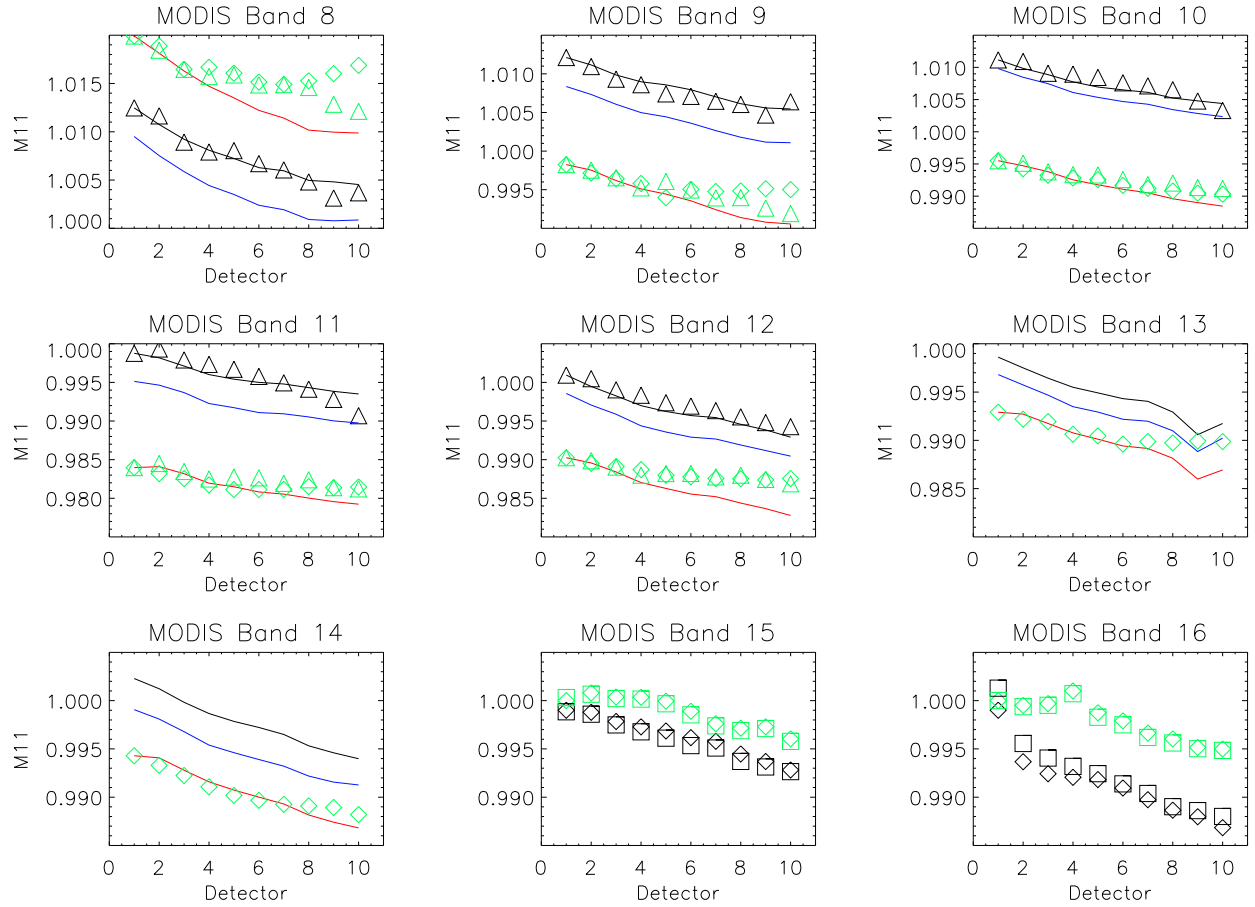 MODIS Band 8
1.015
1.010
1.005
1.000
M11
0 2 4 6 8 10
Detector
MODIS Band 9
1.010
1.005
1.000
0.995
M11
0 2 4 6 8 10
Detector
MODIS Band 10
1.010
1.005
1.000
0.995
0.990
M11
0 2 4 6 8 10
Detector
MODIS Band 11
1.000
0.995
0.990
0.985
0.980
M11
0 2 4 6 8 10
Detector
MODIS Band 12
1.000
0.995
0.990
0.985
M11
0 2 4 6 8 10
Detector
MODIS Band 13
1.000
0.995
0.990
0.985
M11
0 2 4 6 8 10
Detector
MODIS Band 14
1.000
0.995
0.990
M11
0 2 4 6 8 10
Detector
MODIS Band 15
1.000
0.995
0.990
M11
0 2 4 6 8 10
Detector
MODIS Band 16
1.000
0.995
0.990
M11
0 2 4 6 8 10
Detector